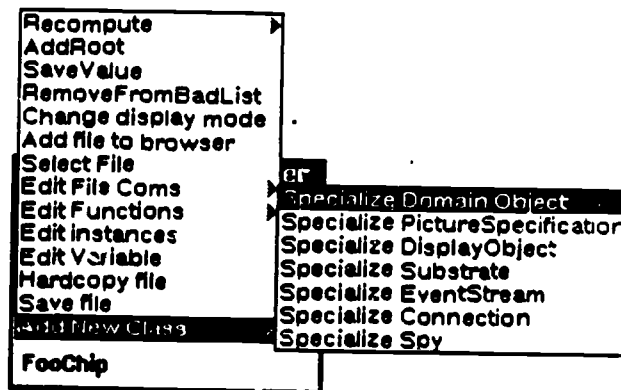 Recompute
AddRoot
SaveValue
RemoveFromBadList
Change display mode
Add file to browser
Select File
Edit File Coms
Edit Functions
Edit Instances
Edit Variable
Hardcopy file
Save file
Add New Class
FooChip
er
Specialize Domain Object
Specialize PictureSpecification
Specialize DisplayObject
Specialize Substrate
Specialize EventStream
Specialize Connection
Specialize Spy